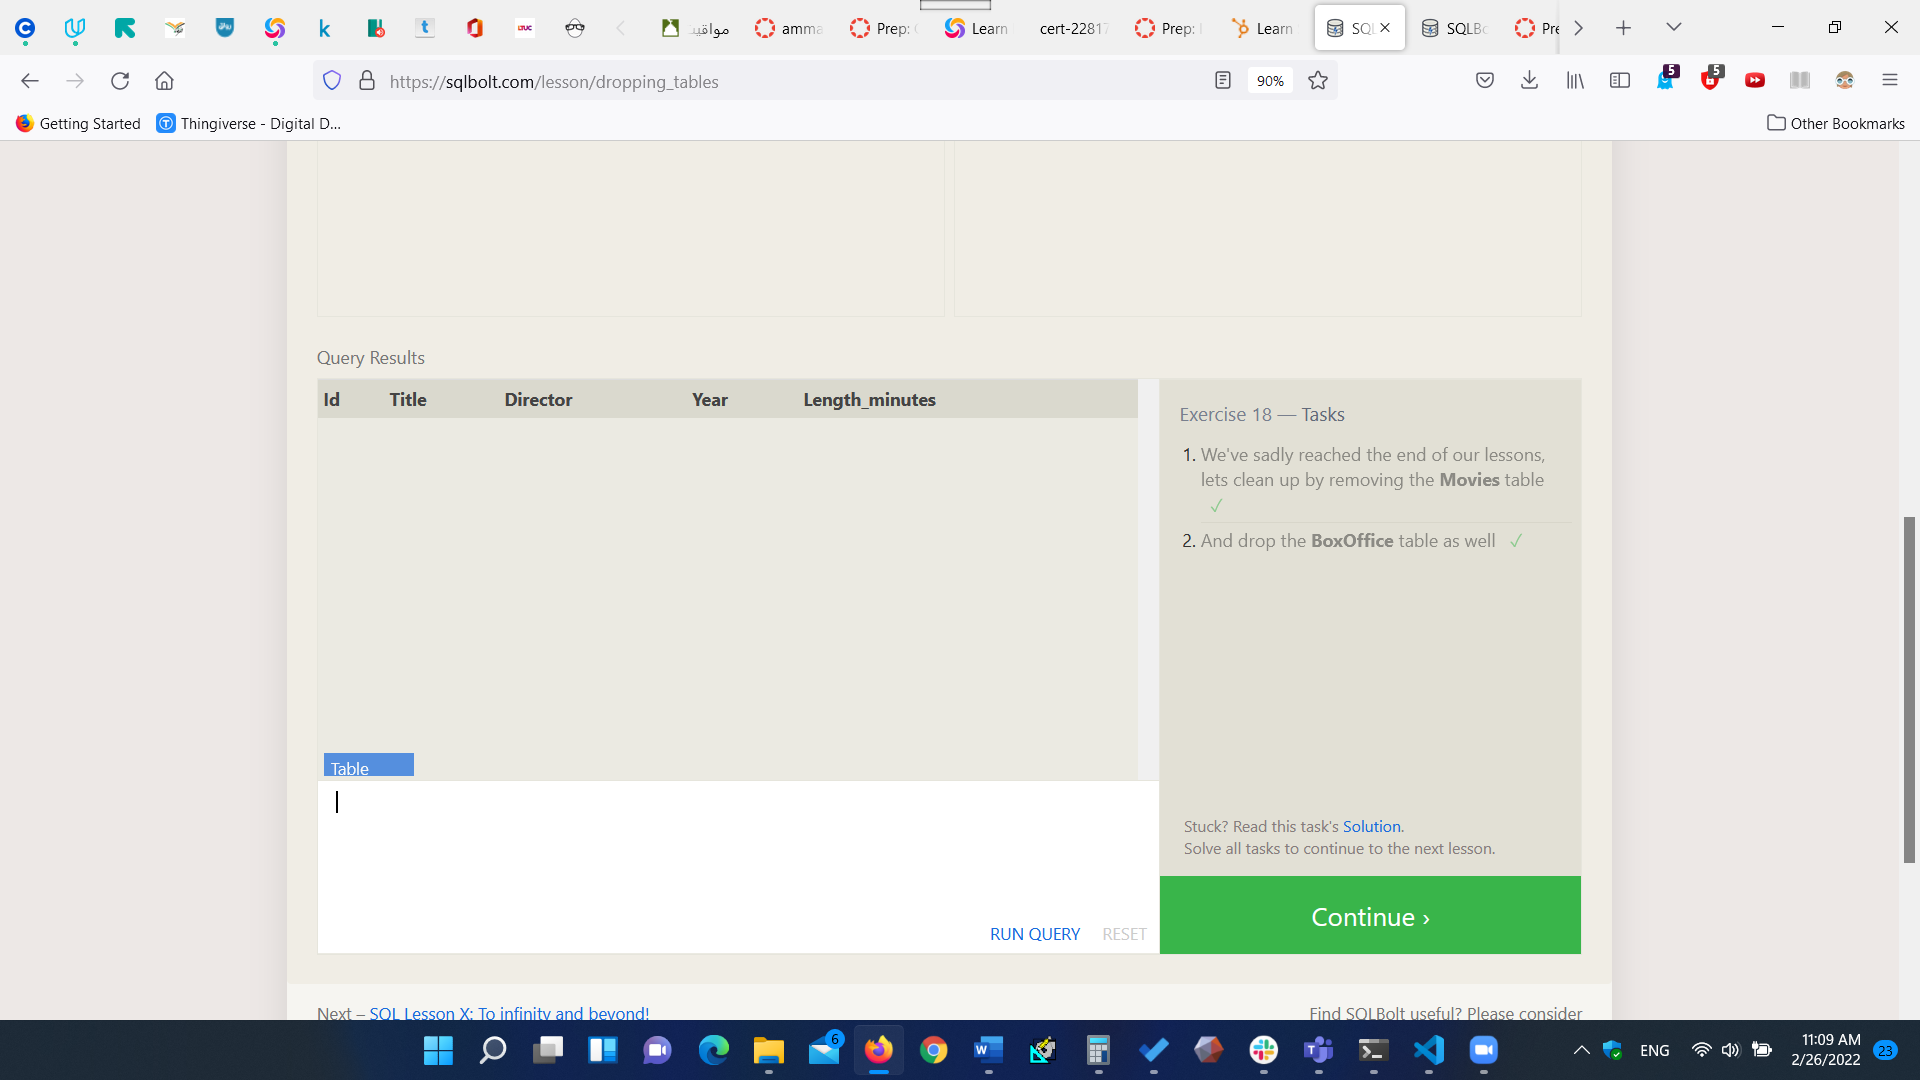 مواقيت
amma
Prep: C
Learn
cert-22817
Prep:
Learn
SQL
SQLBo
Pre
https://sqlbolt.com/lesson/dropping_tables
90%
5
5
Getting Started
Thingiverse - Digital D...
Other Bookmarks
Query Results
Id Title Director Year Length_minutes
Exercise 18 — Tasks
1. We've sadly reached the end of our lessons,
lets clean up by removing the Movies table
✓
2. And drop the BoxOffice table as well ✓
Table
Stuck? Read this task's Solution.
Solve all tasks to continue to the next lesson.
RUN QUERY RESET
Continue ›
Next – SQL Lesson X: To infinity and beyond!
Find SQLBolt useful? Please consider
6
ENG
11:09 AM
2/26/2022
23